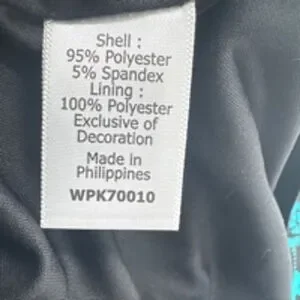 Shell :
95% Polyester
5% Spandex
Lining :
100% Polyester
Exclusive of
Decoration
Made in
Philippines
WPK70010